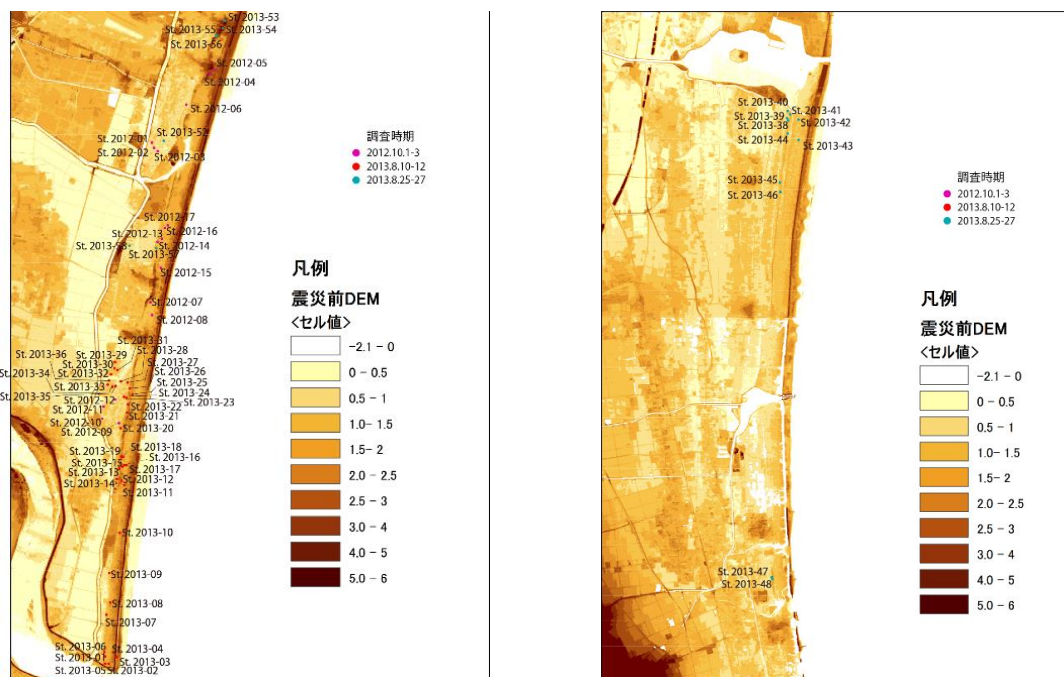 St. 2013-53
St. 2013-55
St. 2013-54
St. 2013-56
St. 2012-05
St. 2012-04
St. 2012-06
St. 2013-52
St. 2012-01
St. 2012-02
St. 2012-03
St. 2012-17
St. 2012-13
St. 2012-16
St. 2013-58
St. 2012-14
St. 2013-57
St. 2012-15
St. 2012-07
St. 2012-08
St. 2013-31
St. 2013-36
St. 2013-29
St. 2013-28
St. 2013-30
St. 2013-27
St. 2013-34
St. 2013-32
St. 2013-26
St. 2013-33
St. 2013-25
St. 2013-35
St. 2013-24
St. 2012-12
St. 2013-23
St. 2012-11
St. 2013-22
St. 2012-10
St. 2013-21
St. 2012-09
St. 2013-20
St. 2013-19
St. 2013-18
St. 2013-15
St. 2013-16
St. 2013-13
St. 2013-17
St. 2013-14
St. 2013-12
St. 2013-11
St. 2013-10
St. 2013-09
St. 2013-08
St. 2013-07
St. 2013-06
St. 2013-04
St. 2013-01
St. 2013-03
St. 2013-05
St. 2013-02
調査時期
2012.10.1-3
2013.8.10-12
2013.8.25-27
凡例
震災前DEM
<セル値>
-2.1 - 0
0 - 0.5
0.5 - 1
1.0- 1.5
1.5- 2
2.0 - 2.5
2.5 - 3
3.0 - 4
4.0 - 5
5.0 - 6
St. 2013-40
St. 2013-41
St. 2013-39
St. 2013-42
St. 2013-38
St. 2013-44
St. 2013-43
St. 2013-45
St. 2013-46
St. 2013-47
St. 2013-48
調査時期
2012.10.1-3
2013.8.10-12
2013.8.25-27
凡例
震災前DEM
<セル値>
-2.1 - 0
0 - 0.5
0.5 - 1
1.0- 1.5
1.5- 2
2.0 - 2.5
2.5 - 3
3.0 - 4
4.0 - 5
5.0 - 6